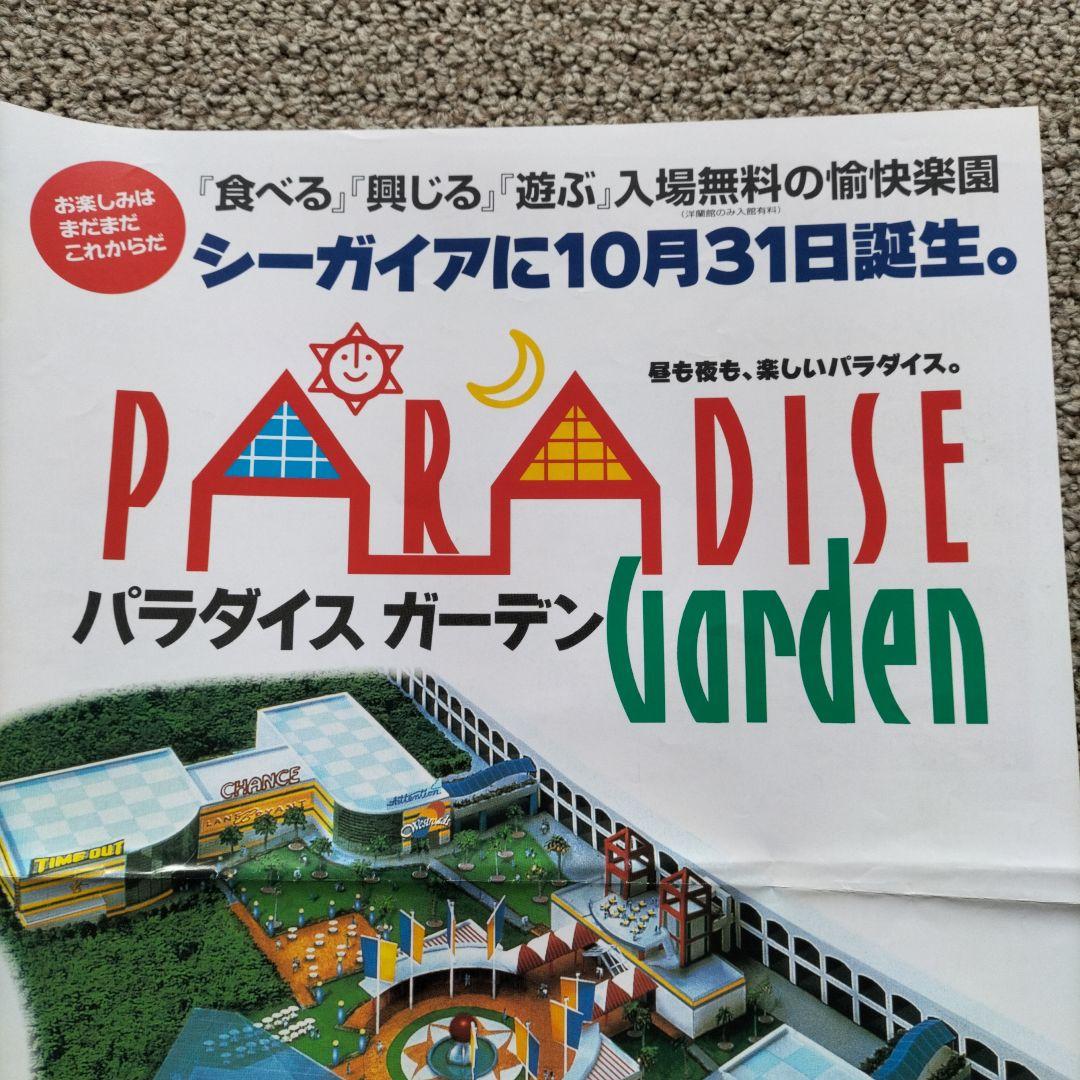 お楽しみは
まだまだ
これからだ
『食べる』『興じる』『遊ぶ』入場無料の愉快楽園
(洋蘭館のみ入館有料)
シーガイアに10月31日誕生。
昼も夜も、楽しいパラダイス。
PARADISE
パラダイス ガーデン
Garden
CHANCE
Attention
TIME OUT